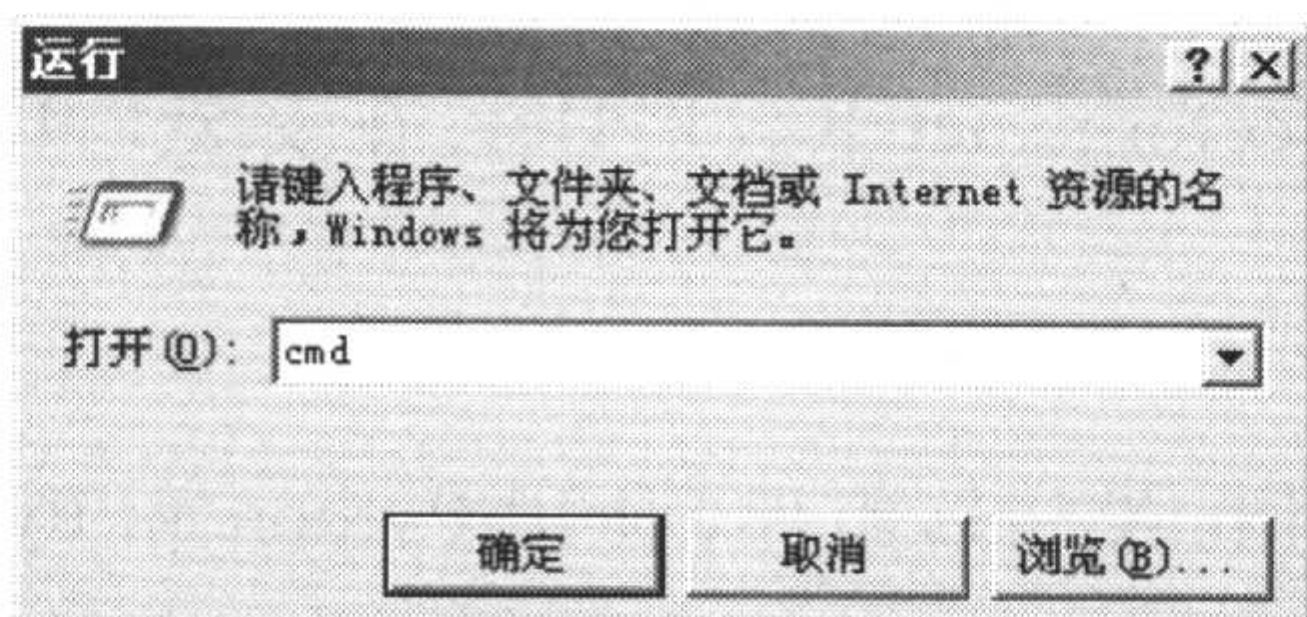 运行
请键入程序、文件夹、文档或 Internet 资源的名
称，Windows 将为您打开它。
打开(O): cmd
确定 取消 浏览(B)...